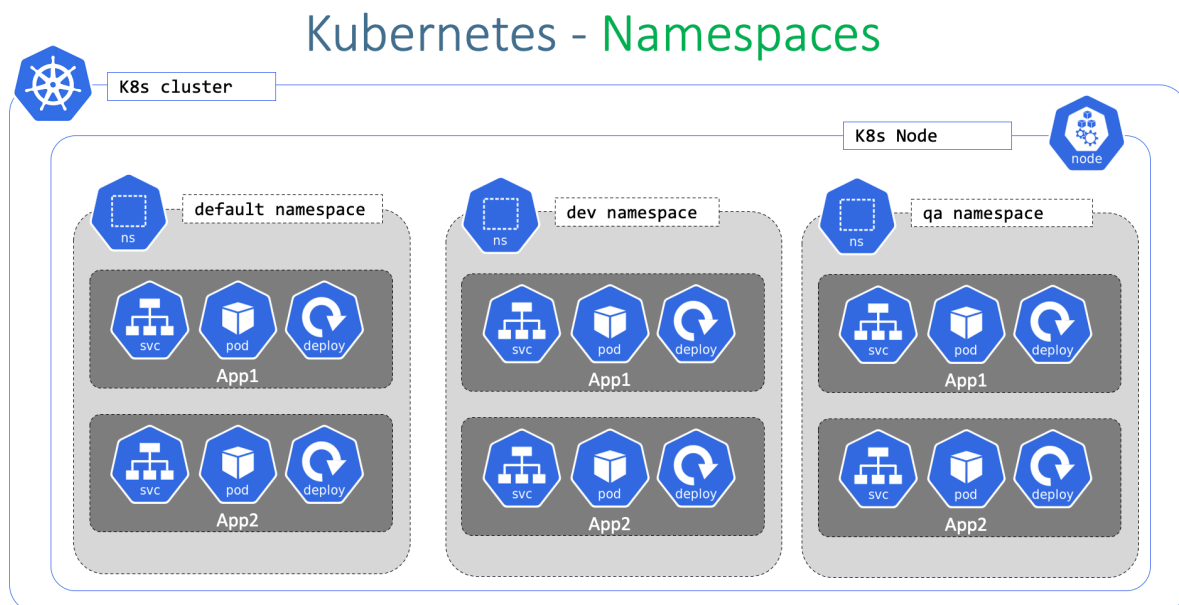 Kubernetes - Namespaces
K8s cluster
K8s Node
node
default namespace
ns
svc pod deploy
App1
svc pod deploy
App2
dev namespace
ns
svc pod deploy
App1
svc pod deploy
App2
qa namespace
ns
svc pod deploy
App1
svc pod deploy
App2